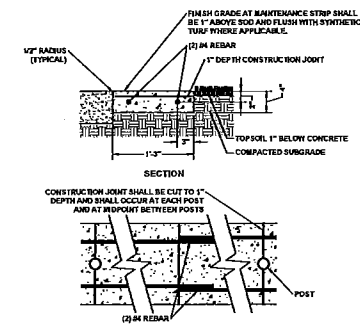 FINISH GRADE AT MAINTENANCE STRIP SHALL
BE 1" ABOVE SOD AND FLUSH WITH SYNTHETIC
TURF WHERE APPLICABLE.
1/2" RADIUS
(TYPICAL)
(2) #4 REBAR
1" DEPTH CONSTRUCTION JOINT
3"
TOPSOIL 1" BELOW CONCRETE
COMPACTED SUBGRADE
1'-3"
SECTION
CONSTRUCTION JOINT SHALL BE CUT TO 1"
DEPTH AND SHALL OCCUR AT EACH POST
AND AT MIDPOINT BETWEEN POSTS
POST
(2) #4 REBAR